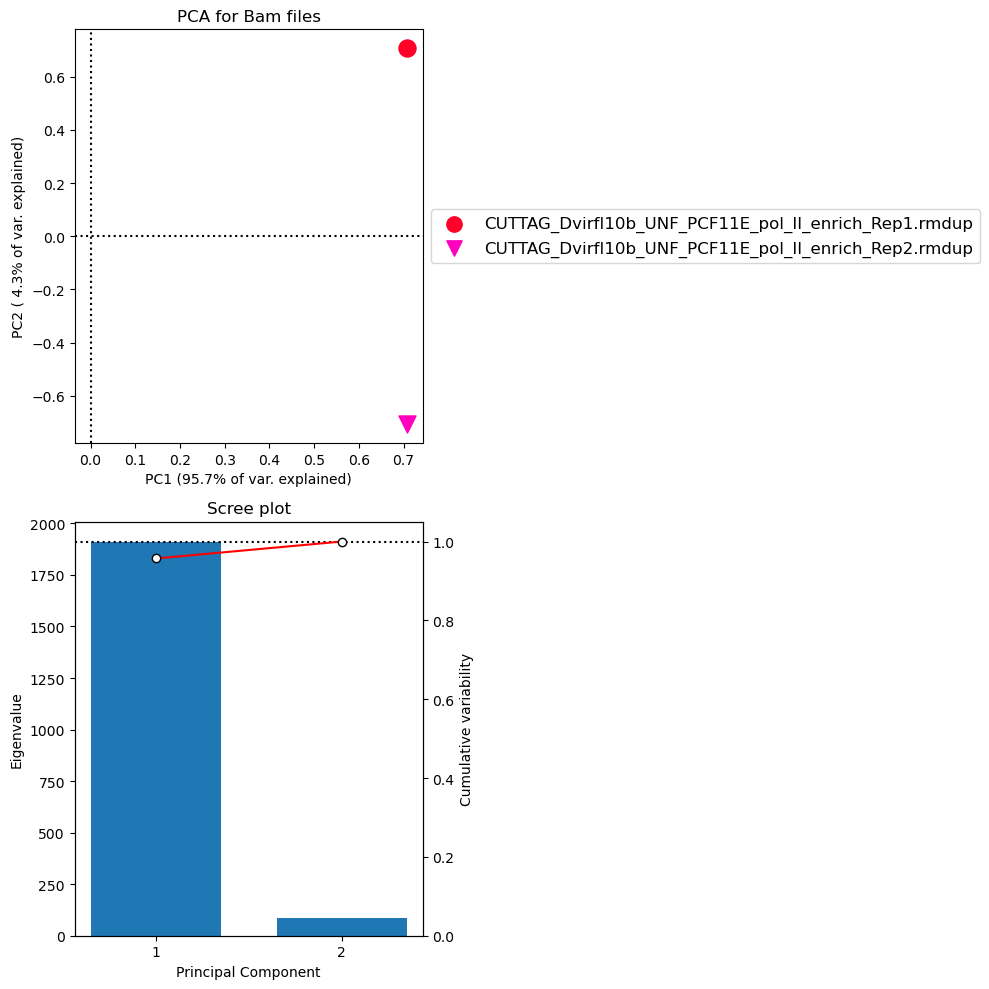 PCA for Bam files
0.6
0.4
0.2
0.0
−0.2
−0.4
−0.6
PC2 ( 4.3% of var. explained)
0.0 0.1 0.2 0.3 0.4 0.5 0.6 0.7
PC1 (95.7% of var. explained)
CUTTAG_Dvirfl10b_UNF_PCF11E_pol_II_enrich_Rep1.rmdup
CUTTAG_Dvirfl10b_UNF_PCF11E_pol_II_enrich_Rep2.rmdup
Scree plot
2000
1750
1500
1250
1000
750
500
250
0
Eigenvalue
1.0
0.8
0.6
0.4
0.2
0.0
Cumulative variability
1 2
Principal Component